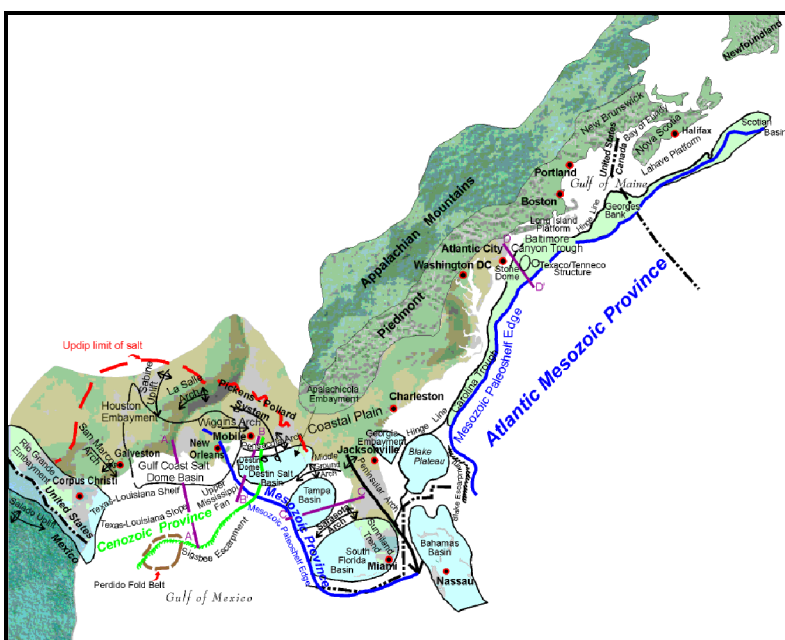 Newfoundland
New Brunswick
Bay of Fundy
Nova Scotia
Halifax
Scotian
Basin
United States
Canada
Lahave Platform
Portland
Gulf of Maine
Boston
Georges
Bank
Hinge Line
Long Island
Platform
Appalachian Mountains
Piedmont
Atlantic City
Washington DC
Baltimore
Canyon Trough
D
Stone
Dome
Texaco/Tenneco
Structure
D'
Atlantic Mesozoic Province
Mesozoic Paleoshelf Edge
Carolina Trough
Updip limit of salt
Sabine
Uplift
La Salle
Arch
Pickens - Pollard
System
Apalachicola
Embayment
Coastal Plain
Charleston
Houston
Embayment
Wiggins Arch
Mobile
B
Pensacola Arch
Georgia
Embayment
Hinge Line
Jacksonville
Blake
Plateau
Blake Escarpment
San Marcos
Arch
Galveston
A
New
Orleans
Gulf Coast Salt
Dome Basin
Destin
Dome
Destin Salt
Basin
Middle
Ground
Arch
Peninsular Arch
Rio Grande
Embayment
Corpus Christi
United States
Mexico
Salado Uplift
Texas-Louisiana Shelf
Texas-Louisiana Slope
Upper
Mississippi
Fan
B'
Tampa
Basin
C
C'
Sarasota
Arch
Cenozoic Province
Mesozoic Province
Mesozoic Paleoshelf Edge
A'
Sigsbee Escarpment
Perdido Fold Belt
Gulf of Mexico
South
Florida
Basin
Sunniland
Trend
Miami
Bahamas
Basin
Nassau